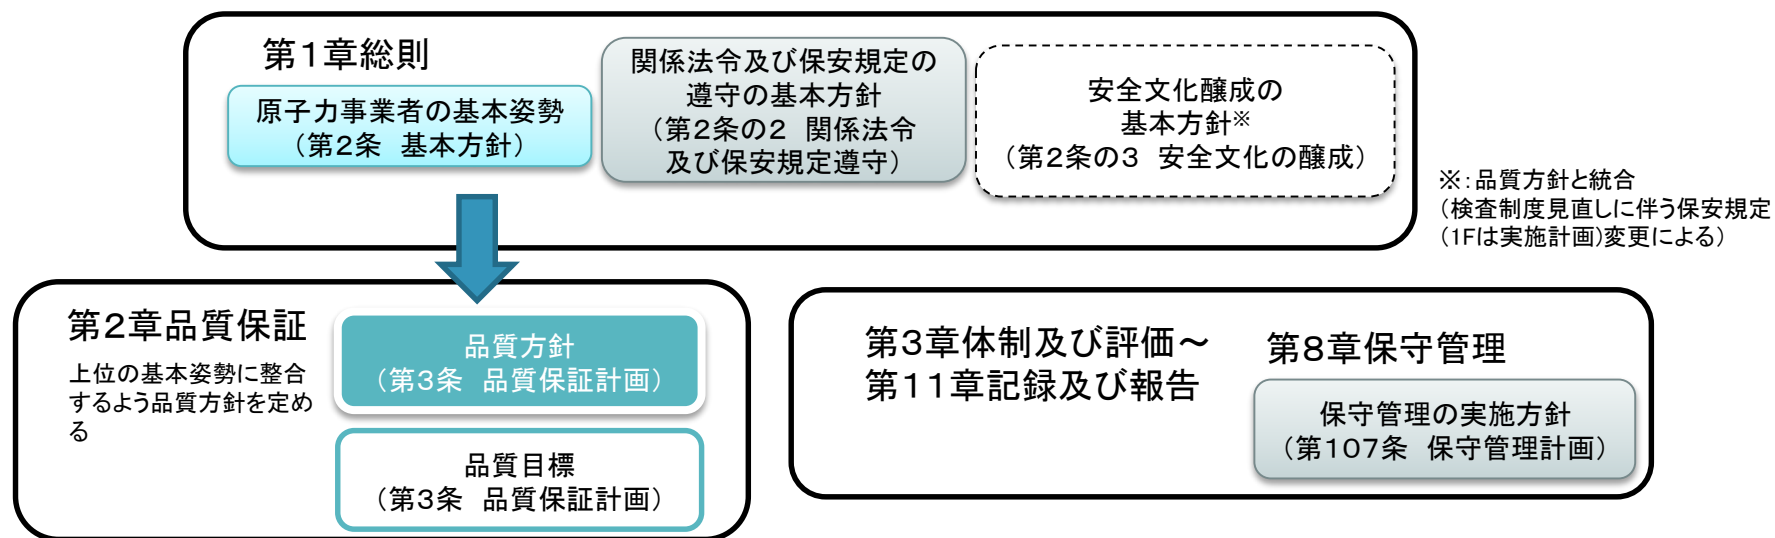 第１章総則
原子力事業者の基本姿勢
（第２条　基本方針）
関係法令及び保安規定の
遵守の基本方針
（第２条の２　関係法令
及び保安規定遵守）
安全文化醸成の
基本方針※
（第２条の３　安全文化の醸成）
※：品質方針と統合
（検査制度見直しに伴う保安規定
（1Fは実施計画）変更による）
第２章品質保証
上位の基本姿勢に整合
するよう品質方針を定め
る
品質方針
（第３条　品質保証計画）
品質目標
（第３条　品質保証計画）
第３章体制及び評価～
第１１章記録及び報告
第８章保守管理
保守管理の実施方針
（第１０７条　保守管理計画）